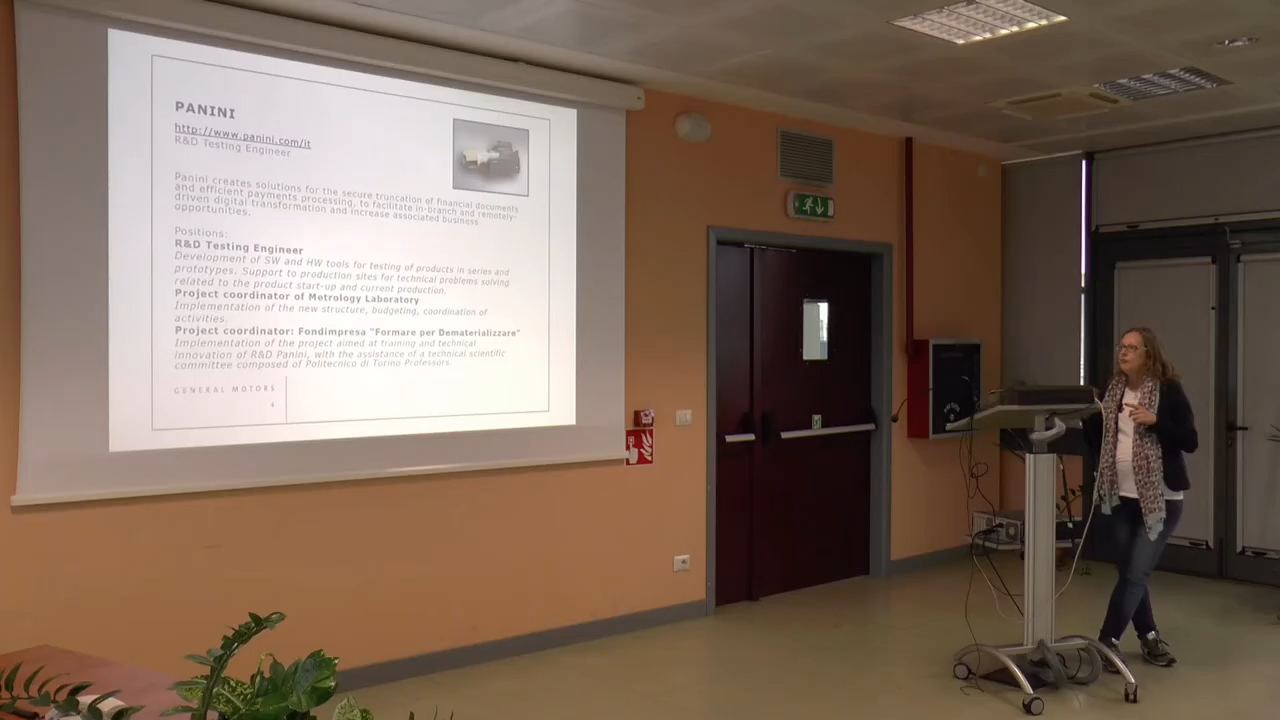 PANINI
http://www.panini.com/it
R&D Testing Engineer
Panini creates solutions for the secure truncation of financial documents
and efficient payments processing, to facilitate in-branch and remotely-
driven digital transformation and increase associated business
opportunities.
Positions:
R&D Testing Engineer
Development of SW and HW tools for testing of products in series and
prototypes. Support to production sites for technical problems solving
related to the product start-up and current production.
Project coordinator of Metrology Laboratory
Implementation of the new structure, budgeting, coordination of
activities.
Project coordinator: Fondimpresa "Formare per Dematerializzare"
Implementation of the project aimed at training and technical
innovation of R&D Panini, with the assistance of a technical scientific
committee composed of Politecnico di Torino Professors.
GENERAL MOTORS